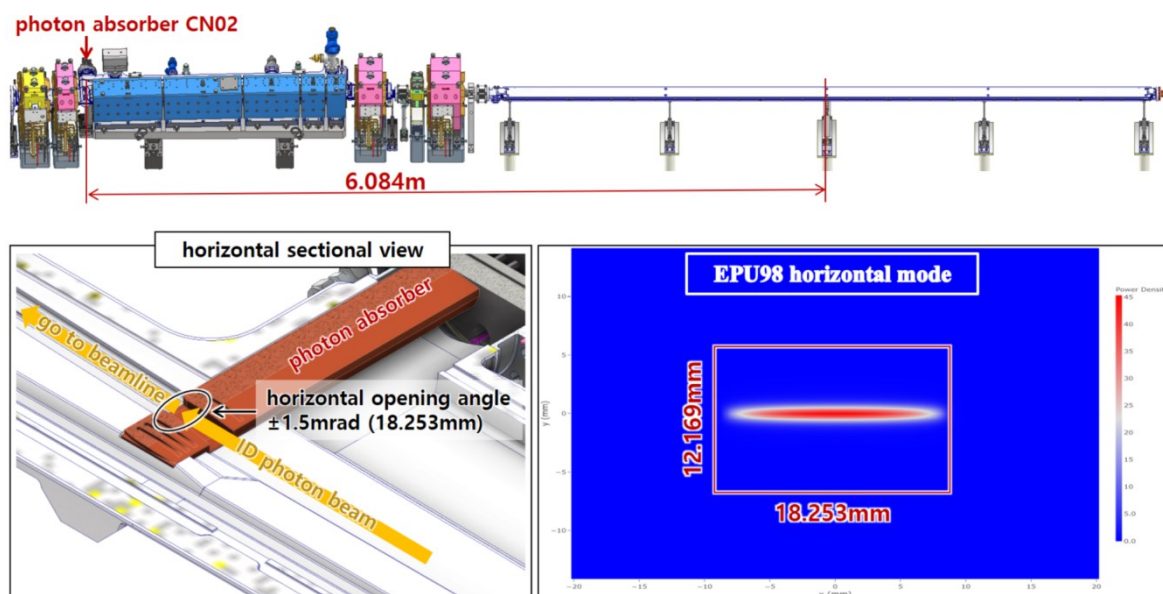 photon absorber CN02
6.084m
horizontal sectional view
go to beamline
photon absorber
horizontal opening angle
±1.5mrad (18.253mm)
ID photon beam
EPU98 horizontal mode
Power Densit
45
40
35
30
25
20
15
10
5.0
0.0
y (mm)
10
5
0
−5
−10
12.169mm
18.253mm
−20
−15
−10
−5
0
5
10
15
20
(mm)